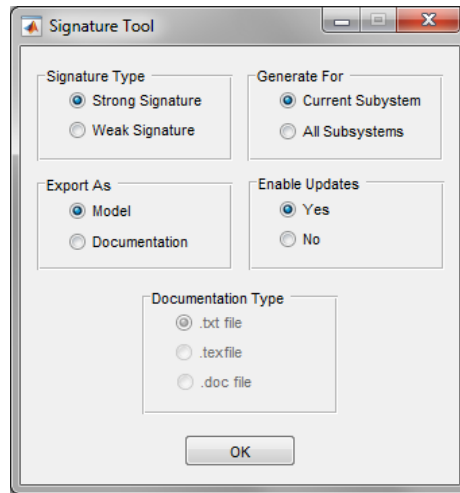 Signature Tool
Signature Type
Strong Signature
Weak Signature
Generate For
Current Subystem
All Subsystems
Export As
Model
Documentation
Enable Updates
Yes
No
Documentation Type
.txt file
.texfile
.doc file
OK